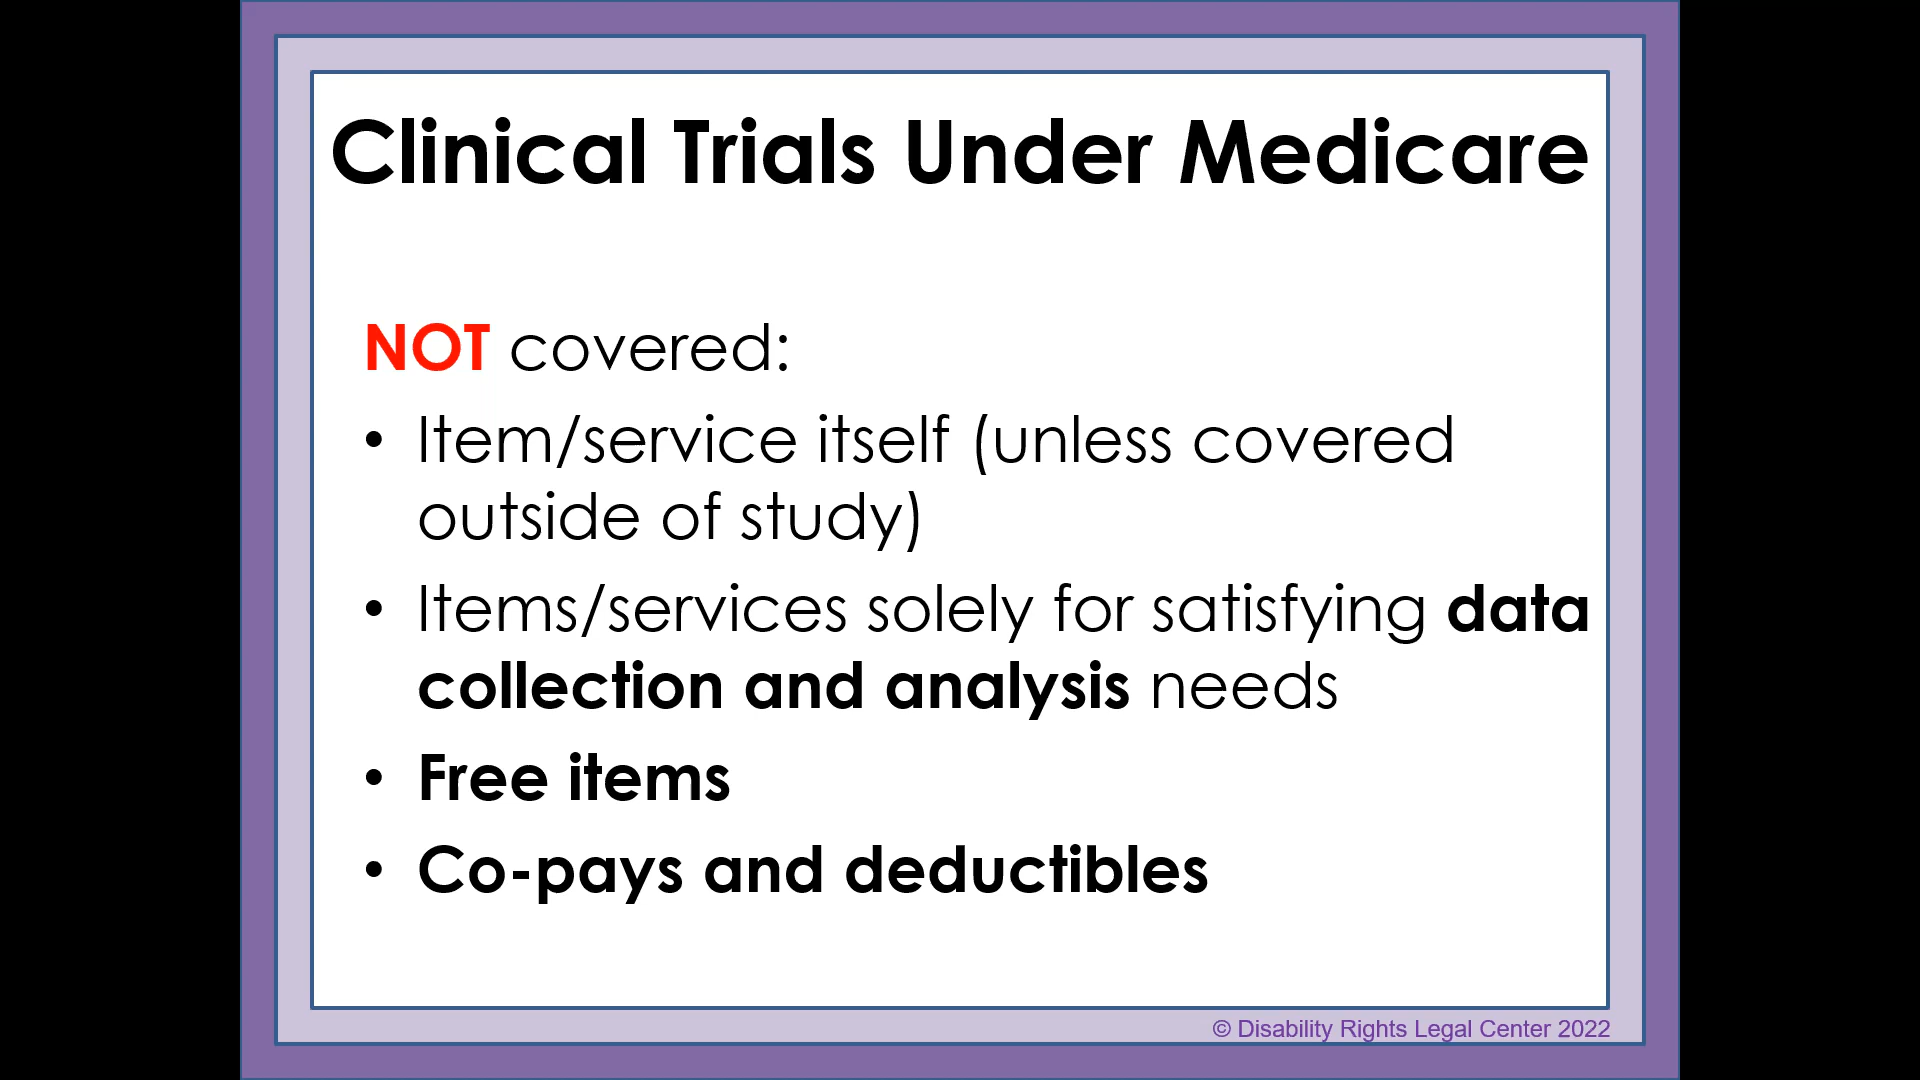 Clinical Trials Under Medicare
NOT covered:
• Item/service itself (unless covered
outside of study)
• Items/services solely for satisfying data
collection and analysis needs
• Free items
• Co-pays and deductibles
© Disability Rights Legal Center 2022